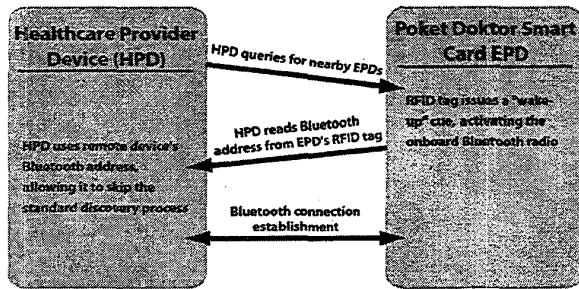 Healthcare Provider
Device (HPD)
HPD queries for nearby EPDs
Poket Doktor Smart
Card EPD
RFID tag issues a "wake-
up" cue, activating the
onboard Bluetooth radio
HPD reads Bluetooth
address from EPD's RFID tag
HPD uses remote device's
Bluetooth address,
allowing it to skip the
standard discovery process
Bluetooth connection
establishment